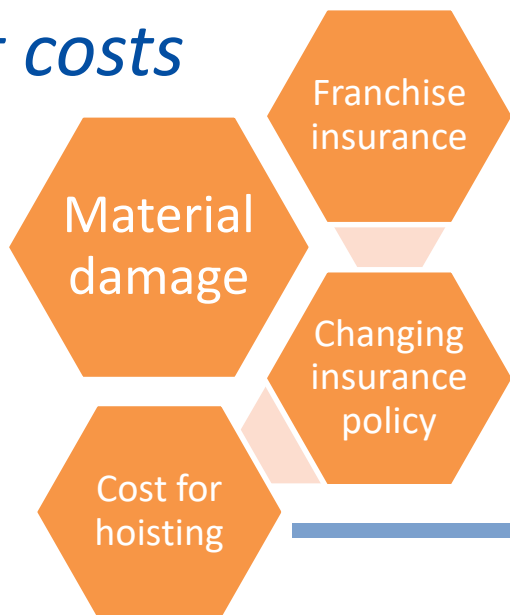 costs
Franchise
insurance
Material
damage
Changing
insurance
policy
Cost for
hoisting